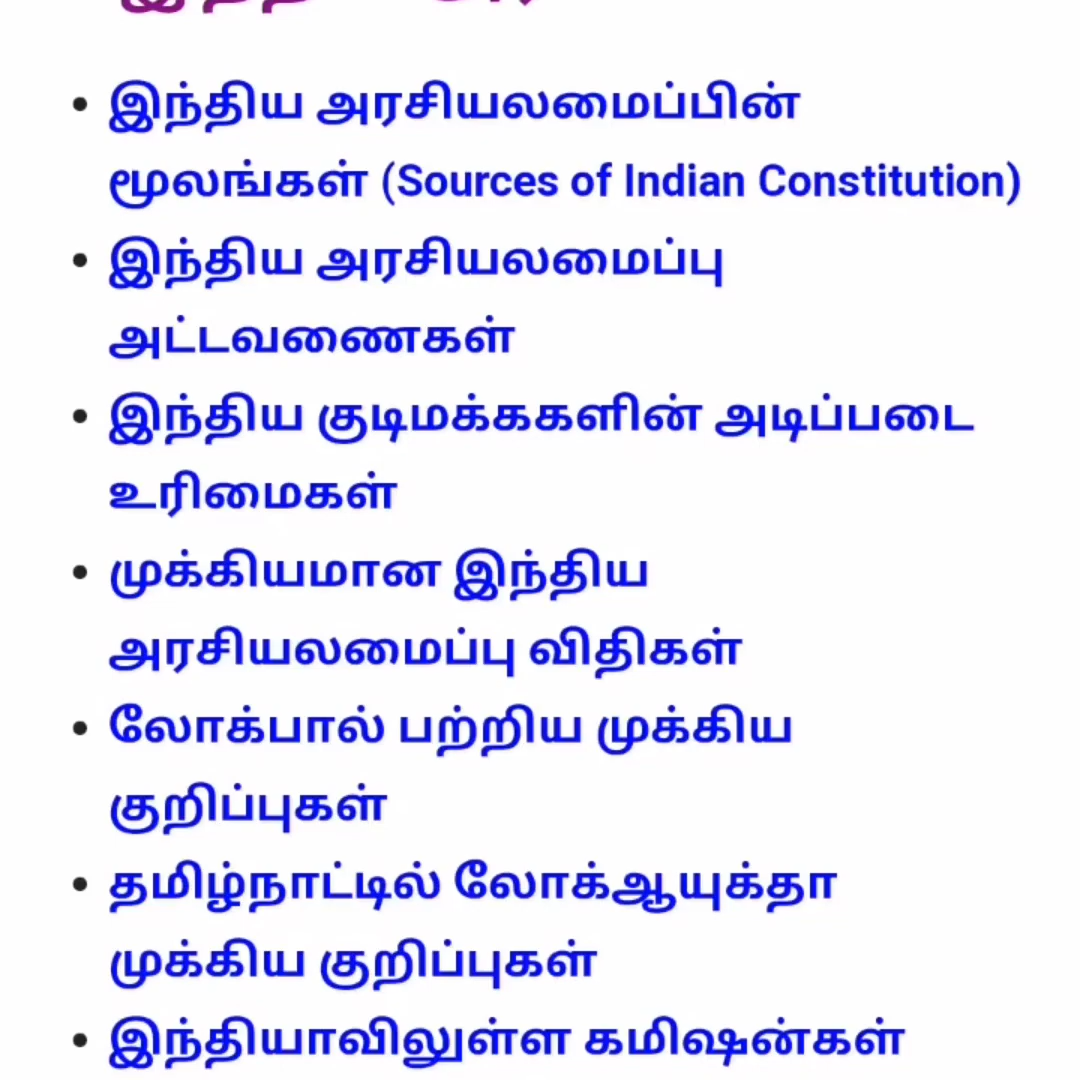 இந்திய அரசியலமைப்பின்
மூலங்கள் (Sources of Indian Constitution)
இந்திய அரசியலமைப்பு
அட்டவணைகள்
இந்திய குடிமக்ககளின் அடிப்படை
உரிமைகள்
முக்கியமான இந்திய
அரசியலமைப்பு விதிகள்
லோக்பால் பற்றிய முக்கிய
குறிப்புகள்
தமிழ்நாட்டில் லோக்ஆயுக்தா
முக்கிய குறிப்புகள்
இந்தியாவிலுள்ள கமிஷன்கள்